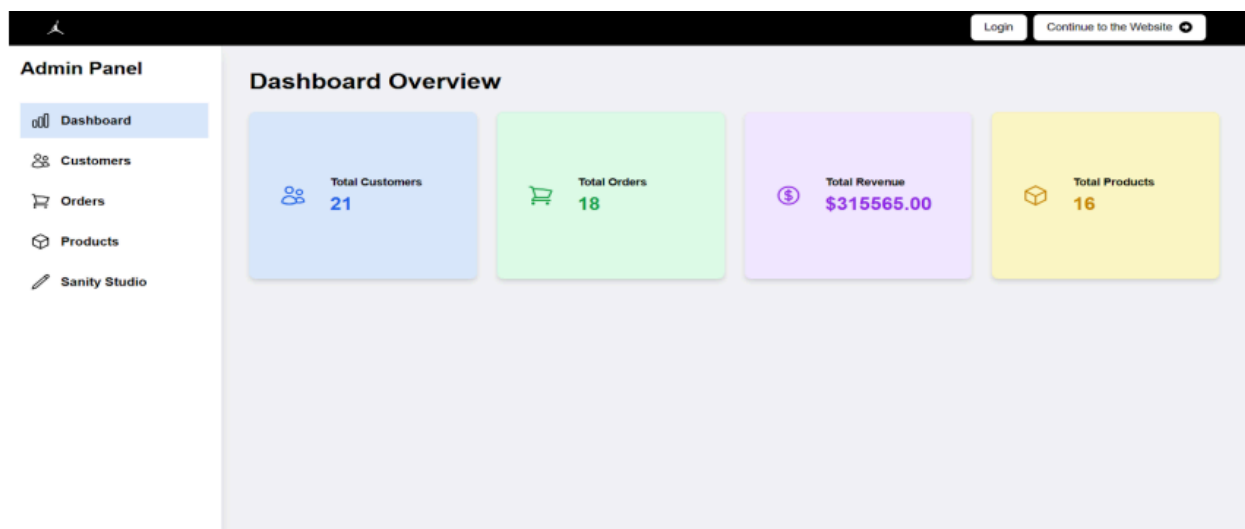 Login
Continue to the Website
Admin Panel
Dashboard
Customers
Orders
Products
Sanity Studio
Dashboard Overview
Total Customers
21
Total Orders
18
Total Revenue
$315565.00
Total Products
16